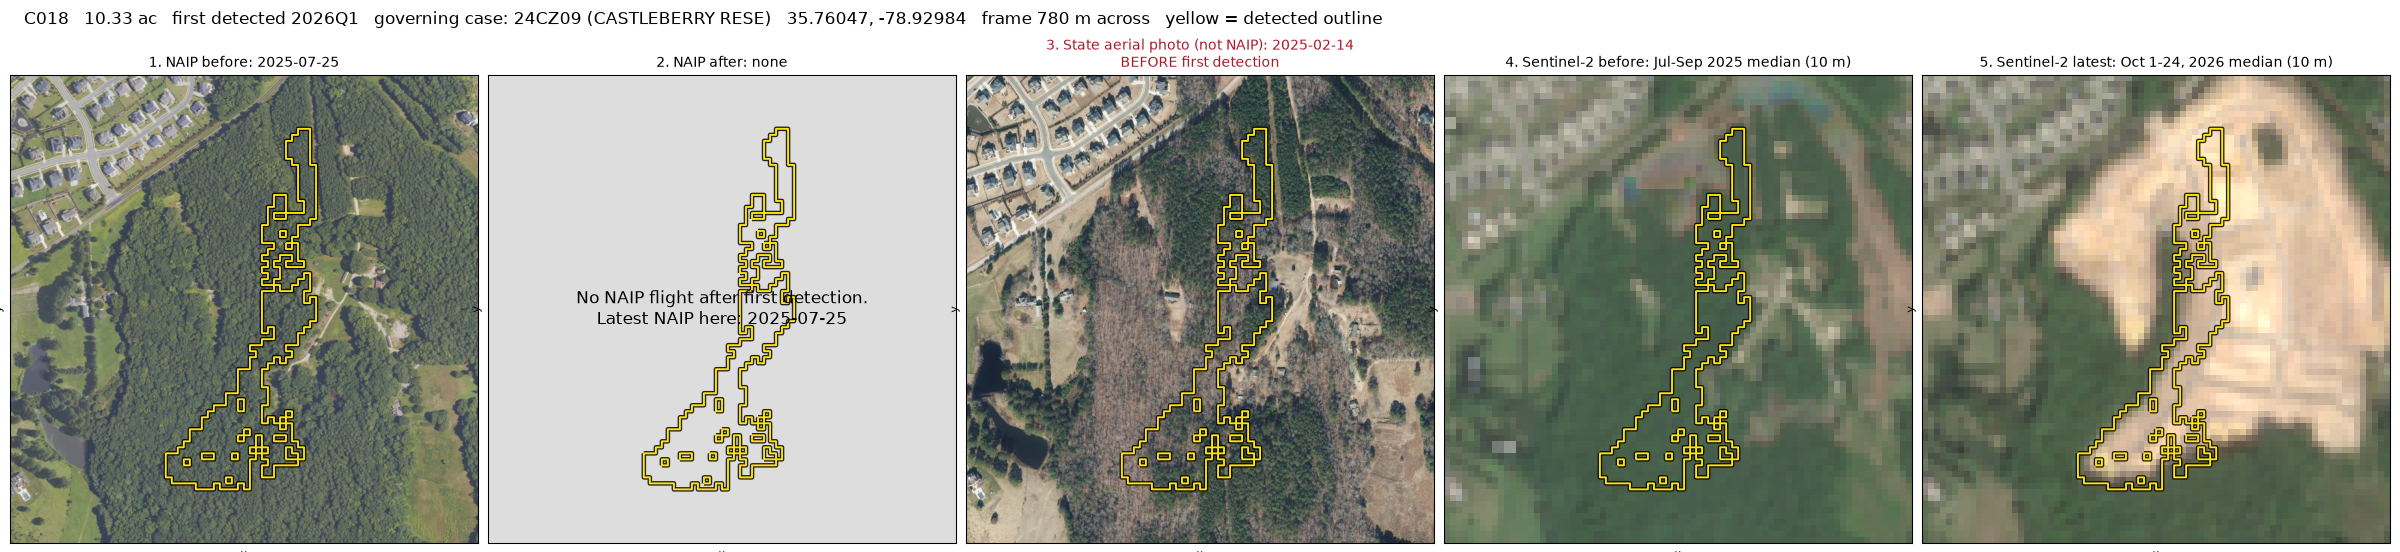 C018   10.33 ac   first detected 2026Q1   governing case: 24CZ09 (CASTLEBERRY RESE)   35.76047, -78.92984   frame 780 m across   yellow = detected outline
1. NAIP before: 2025-07-25
2. NAIP after: none
3. State aerial photo (not NAIP): 2025-02-14
BEFORE first detection
4. Sentinel-2 before: Jul-Sep 2025 median (10 m)
5. Sentinel-2 latest: Oct 1-24, 2026 median (10 m)
No NAIP flight after first detection.
Latest NAIP here: 2025-07-25